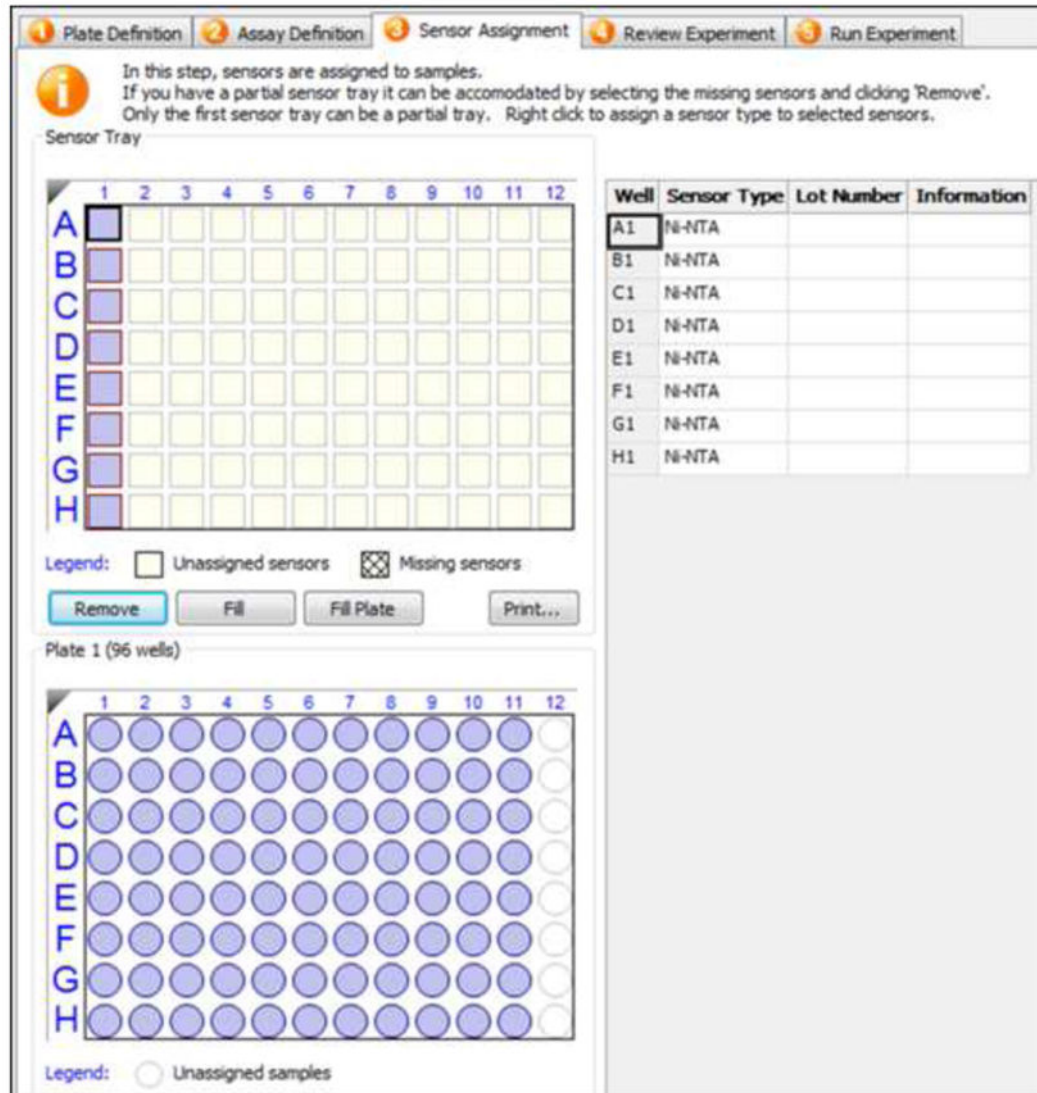 1 Plate Definition 2 Assay Definition 3 Sensor Assignment 4 Review Experiment 5 Run Experiment
i
In this step, sensors are assigned to samples.
If you have a partial sensor tray it can be accomodated by selecting the missing sensors and clicking 'Remove'.
Only the first sensor tray can be a partial tray. Right click to assign a sensor type to selected sensors.
Sensor Tray
1 2 3 4 5 6 7 8 9 10 11 12
A
B
C
D
E
F
G
H
Legend: Unassigned sensors Missing sensors
Remove Fill Fill Plate Print...
Well Sensor Type Lot Number Information
A1 Ni-NTA
B1 Ni-NTA
C1 Ni-NTA
D1 Ni-NTA
E1 Ni-NTA
F1 Ni-NTA
G1 Ni-NTA
H1 Ni-NTA
Plate 1 (96 wells)
1 2 3 4 5 6 7 8 9 10 11 12
A
B
C
D
E
F
G
H
Legend: Unassigned samples